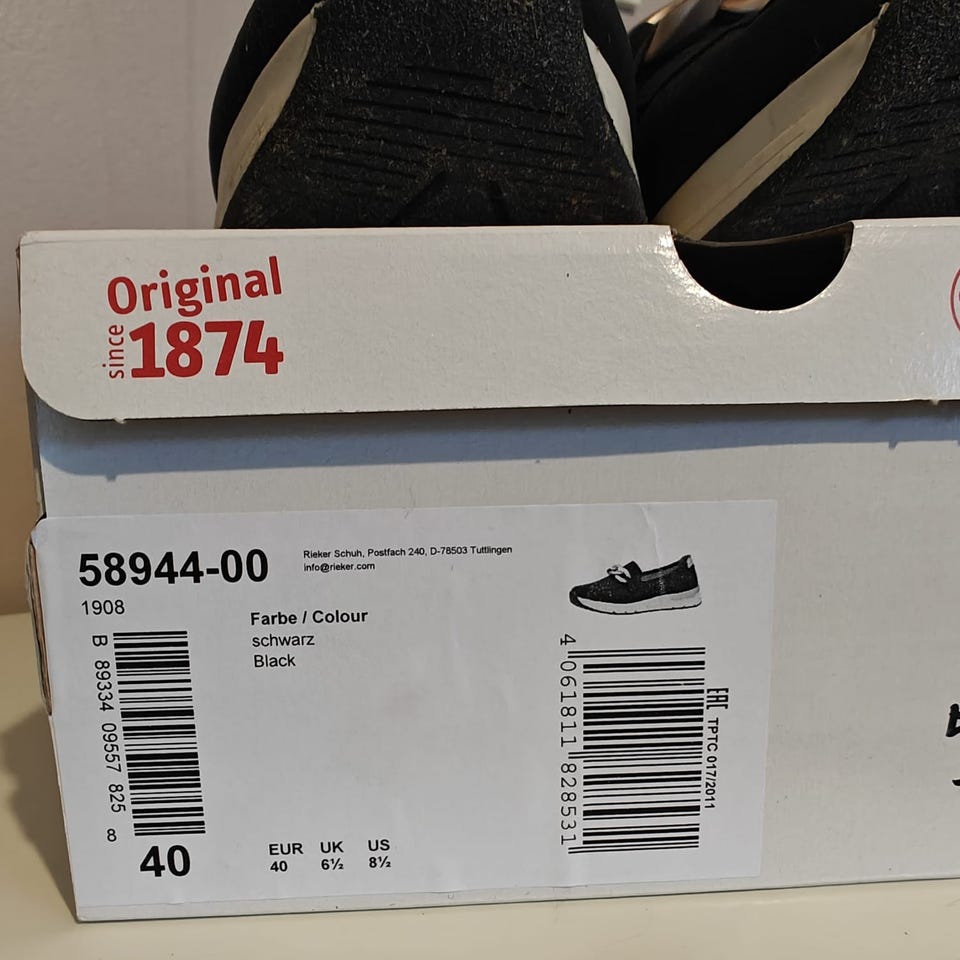 Original
since 1874
58944-00
Rieker Schuh, Postfach 240, D-78503 Tuttlingen
info@rieker.com
1908
Farbe / Colour
schwarz
Black
B 89334 09557 825 8
4 061811 828531
EAC TPTC 017/2011
40
EUR UK US
40 6½ 8½